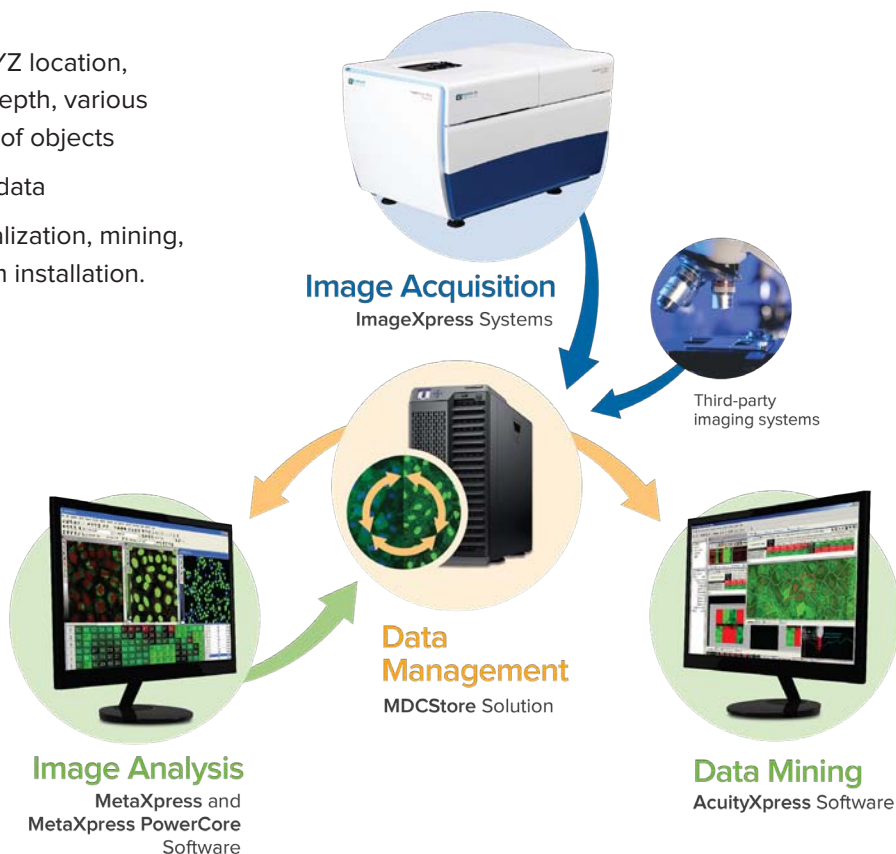 YZ location,
epth, various
of objects
data
alization, mining,
n installation.
Image Acquisition
ImageXpress Systems
Third-party
imaging systems
Data
Management
MDCStore Solution
Image Analysis
MetaXpress and
MetaXpress PowerCore
Software
Data Mining
AcuityXpress Software